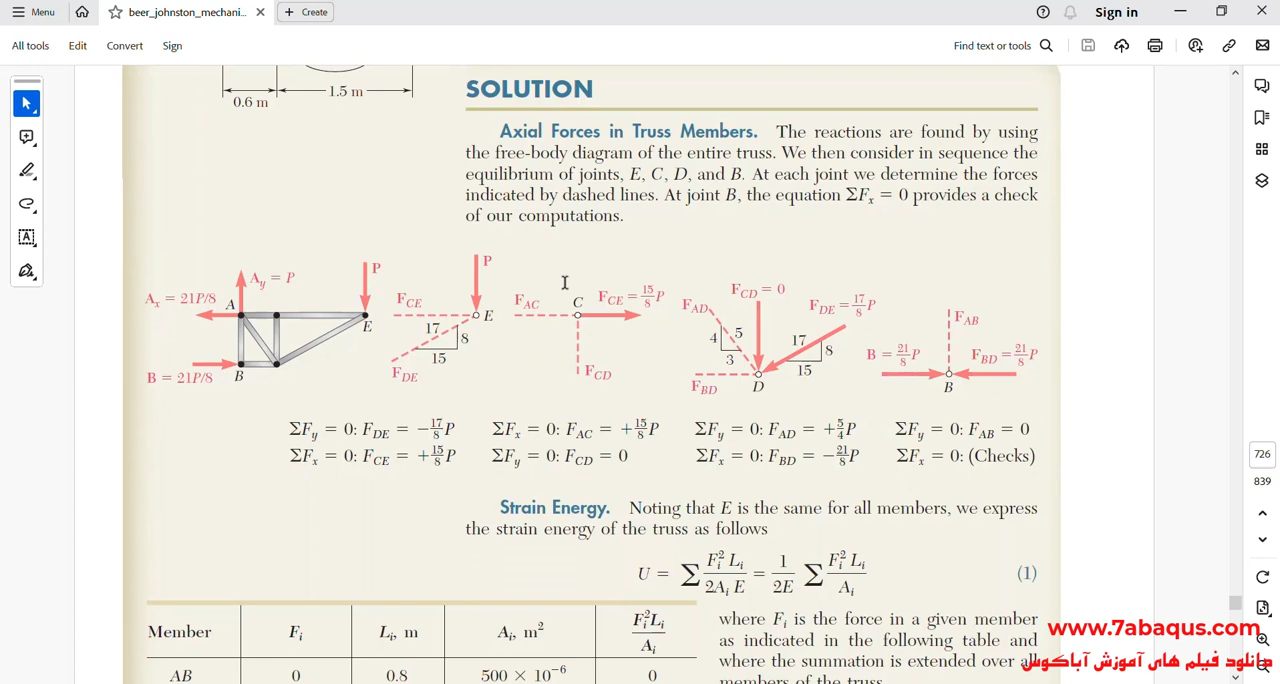 Menu
beer_johnston_mechani...
Create
Sign in
All tools Edit Convert Sign
Find text or tools
0.6 m
1.5 m
SOLUTION
Axial Forces in Truss Members. The reactions are found by using
the free-body diagram of the entire truss. We then consider in sequence the
equilibrium of joints, E, C, D, and B. At each joint we determine the forces
indicated by dashed lines. At joint B, the equation ΣFx = 0 provides a check
of our computations.
Ay = P
P
Ax = 21P/8
A
E
B = 21P/8
B
P
FCE
E
17
8
15
FDE
FAC
C
FCE = 15/8 P
FCD
FCD = 0
FAD
FDE = 17/8 P
4
5
3
17
8
15
FBD
D
FAB
B = 21/8 P
FBD = 21/8 P
B
ΣFy = 0: FDE = −17/8 P
ΣFx = 0: FCE = +15/8 P
ΣFx = 0: FAC = +15/8 P
ΣFy = 0: FCD = 0
ΣFy = 0: FAD = +5/4 P
ΣFx = 0: FBD = −21/8 P
ΣFy = 0: FAB = 0
ΣFx = 0: (Checks)
Strain Energy. Noting that E is the same for all members, we express
the strain energy of the truss as follows
U = Σ Fi² Li / 2Ai E = 1/2E Σ Fi² Li / Ai (1)
Member Fi Li, m Ai, m² Fi²Li / Ai
AB 0 0.8 500 × 10−6 0
where Fi is the force in a given member
as indicated in the following table and
where the summation is extended over all
members of the truss.
726
839
www.7abaqus.com
دانلود فیلم های آموزش آباکوس